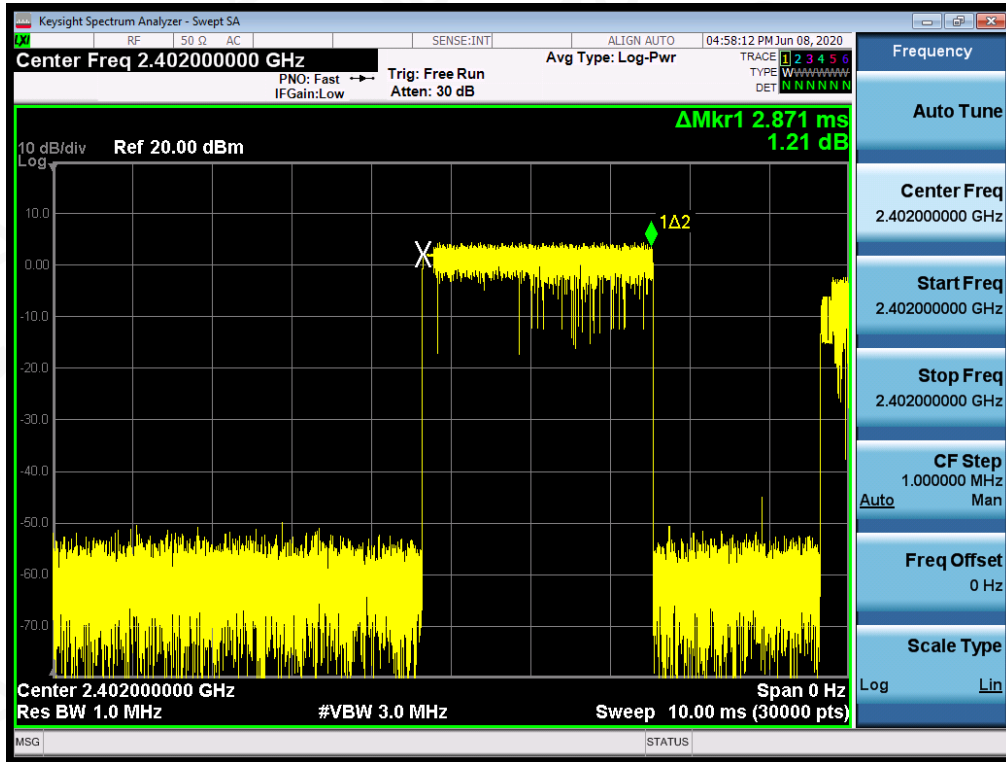 Keysight Spectrum Analyzer - Swept SA
LXI RF 50 Ω AC SENSE:INT ALIGN AUTO 04:58:12 PM Jun 08, 2020
Center Freq 2.402000000 GHz
PNO: Fast
IFGain:Low
Trig: Free Run
Atten: 30 dB
Avg Type: Log-Pwr
TRACE 1 2 3 4 5 6
TYPE W
DET N N N N N N
ΔMkr1 2.871 ms
1.21 dB
10 dB/div Ref 20.00 dBm
Log
10.0
0.00
-10.0
-20.0
-30.0
-40.0
-50.0
-60.0
-70.0
X
1Δ2
Center 2.402000000 GHz Span 0 Hz
Res BW 1.0 MHz #VBW 3.0 MHz Sweep 10.00 ms (30000 pts)
MSG STATUS
Frequency
Auto Tune
Center Freq
2.402000000 GHz
Start Freq
2.402000000 GHz
Stop Freq
2.402000000 GHz
CF Step
1.000000 MHz
Auto Man
Freq Offset
0 Hz
Scale Type
Log Lin